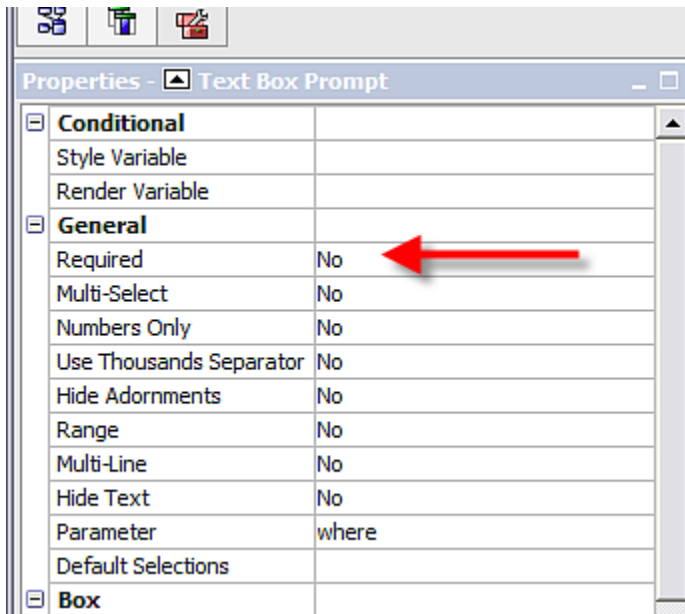 Properties - Text Box Prompt
Conditional
Style Variable
Render Variable
General
Required No
Multi-Select No
Numbers Only No
Use Thousands Separator No
Hide Adornments No
Range No
Multi-Line No
Hide Text No
Parameter where
Default Selections
Box